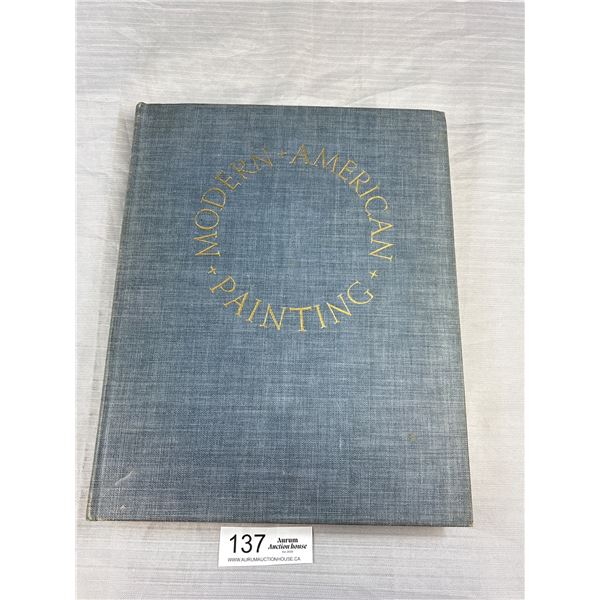 MODERN • AMERICAN
+ PAINTING +
137
Aurum
Auction house
WWW.AURUMAUCTIONHOUSE.CA